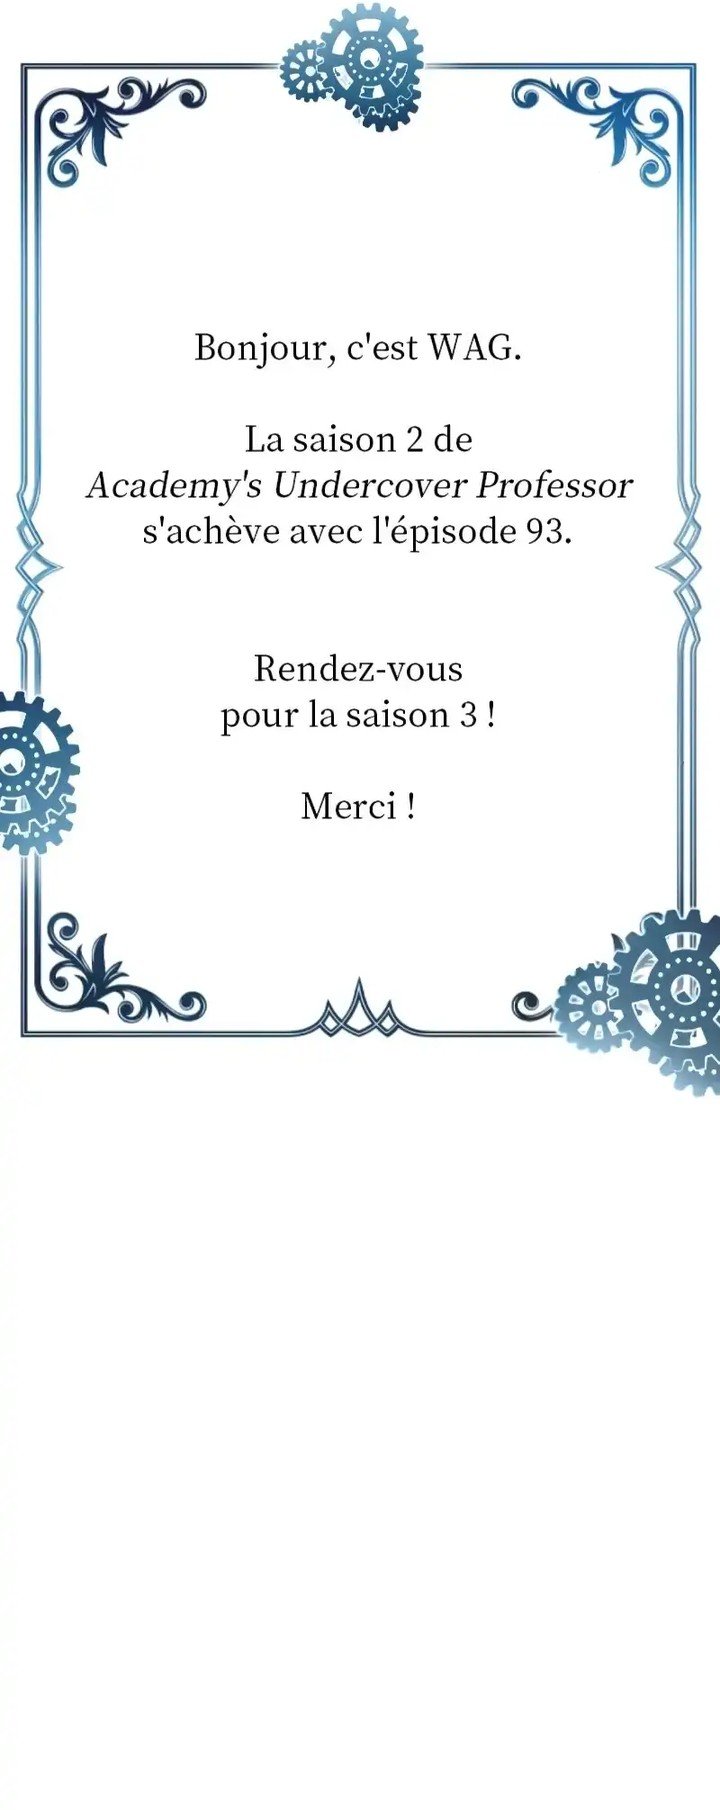 Bonjour, c'est WAG.
La saison 2 de
Academy's Undercover Professor
s'achève avec l'épisode 93.
Rendez-vous
pour la saison 3 !
Merci !